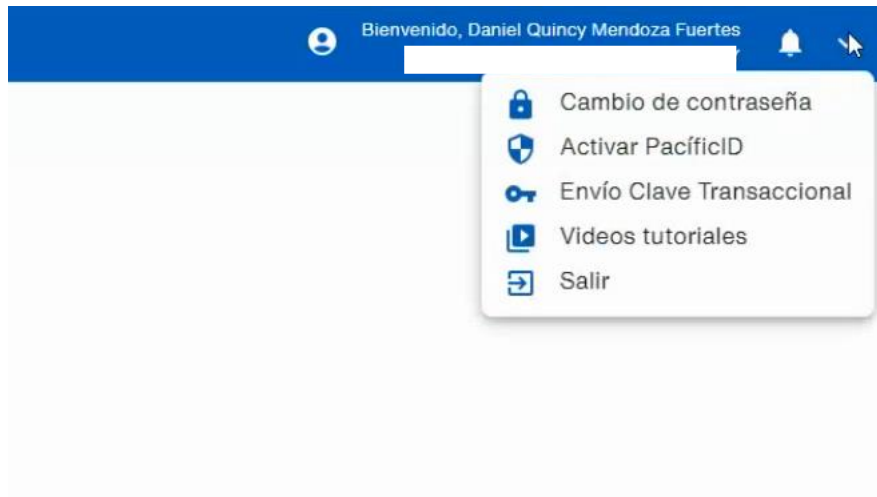 Bienvenido, Daniel Quincy Mendoza Fuertes
Cambio de contraseña
Activar PacíficID
Envío Clave Transaccional
Videos tutoriales
Salir